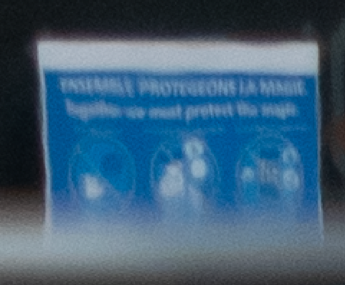 ENSEMBLE PROTEGEONS LA MAGIE
Together we must protect the magic